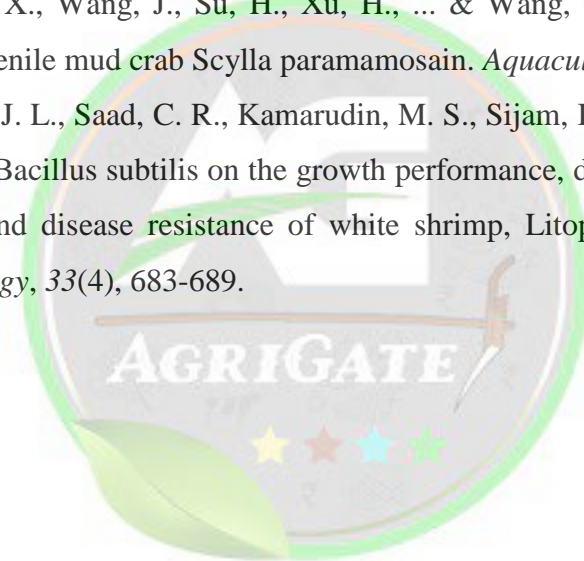 X., Wang, J., Su, H., Xu, H., ... & Wang,
enile mud crab Scylla paramamosain. Aquacul
J. L., Saad, C. R., Kamarudin, M. S., Sijam,
Bacillus subtilis on the growth performance, d
nd disease resistance of white shrimp, Litop
gy, 33(4), 683-689.
AGRIGATE